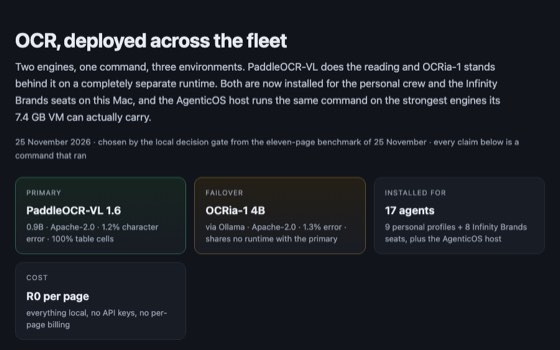 OCR, deployed across the fleet
Two engines, one command, three environments. PaddleOCR-VL does the reading and OCRia-1 stands
behind it on a completely separate runtime. Both are now installed for the personal crew and the Infinity
Brands seats on this Mac, and the AgenticOS host runs the same command on the strongest engines its
7.4 GB VM can actually carry.
25 November 2026 · chosen by the local decision gate from the eleven-page benchmark of 25 November · every claim below is a
command that ran
PRIMARY
PaddleOCR-VL 1.6
0.9B · Apache-2.0 · 1.2% character
error · 100% table cells
FAILOVER
OCRia-1 4B
via Ollama · Apache-2.0 · 1.3% error ·
shares no runtime with the primary
INSTALLED FOR
17 agents
9 personal profiles + 8 Infinity Brands
seats, plus the AgenticOS host
COST
R0 per page
everything local, no API keys, no per-
page billing